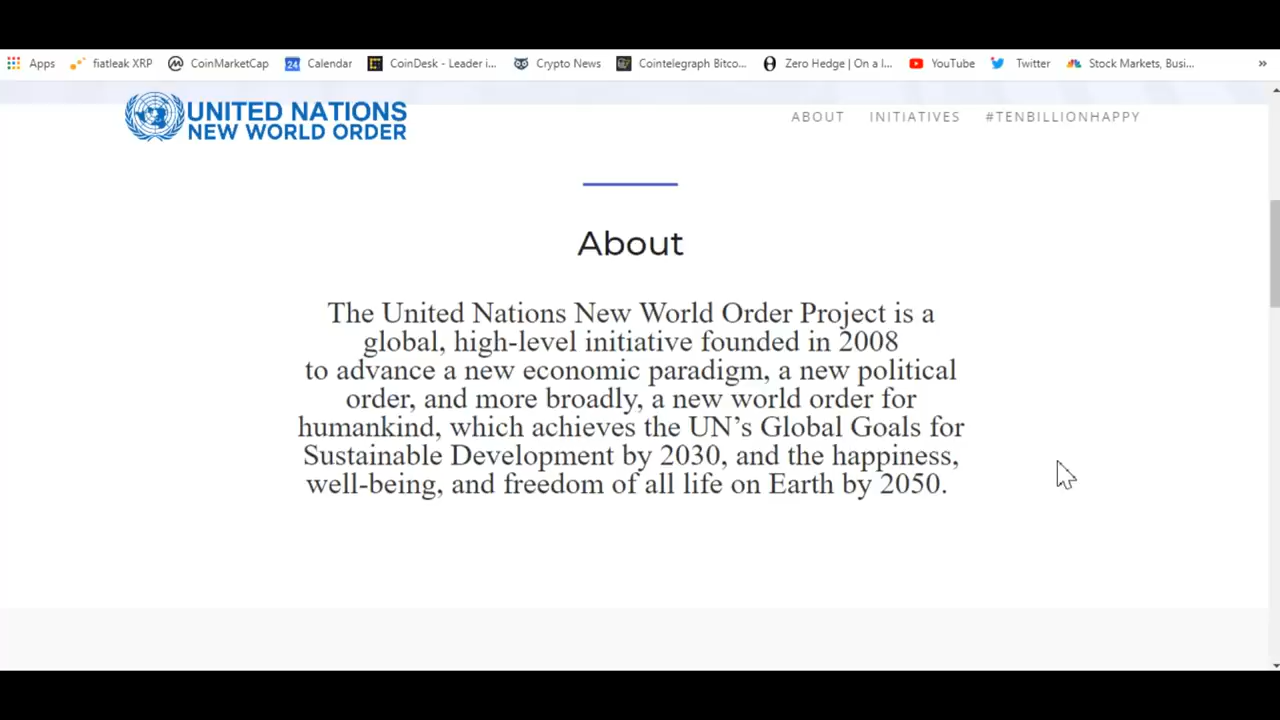 Apps fiatleak XRP CoinMarketCap 24 Calendar CoinDesk - Leader i... Crypto News Cointelegraph Bitco... Zero Hedge | On a l... YouTube Twitter Stock Markets, Busi... »
UNITED NATIONS
NEW WORLD ORDER
ABOUT INITIATIVES #TENBILLIONHAPPY
About
The United Nations New World Order Project is a
global, high-level initiative founded in 2008
to advance a new economic paradigm, a new political
order, and more broadly, a new world order for
humankind, which achieves the UN’s Global Goals for
Sustainable Development by 2030, and the happiness,
well-being, and freedom of all life on Earth by 2050.